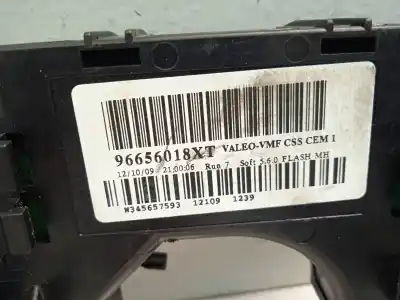 96656018XT VALEO-VMF CSS CEM 1
12/10/09 21:00:06 Run 7 Soft 5.6.0 FLASH-MH
W345657593 12109 1239